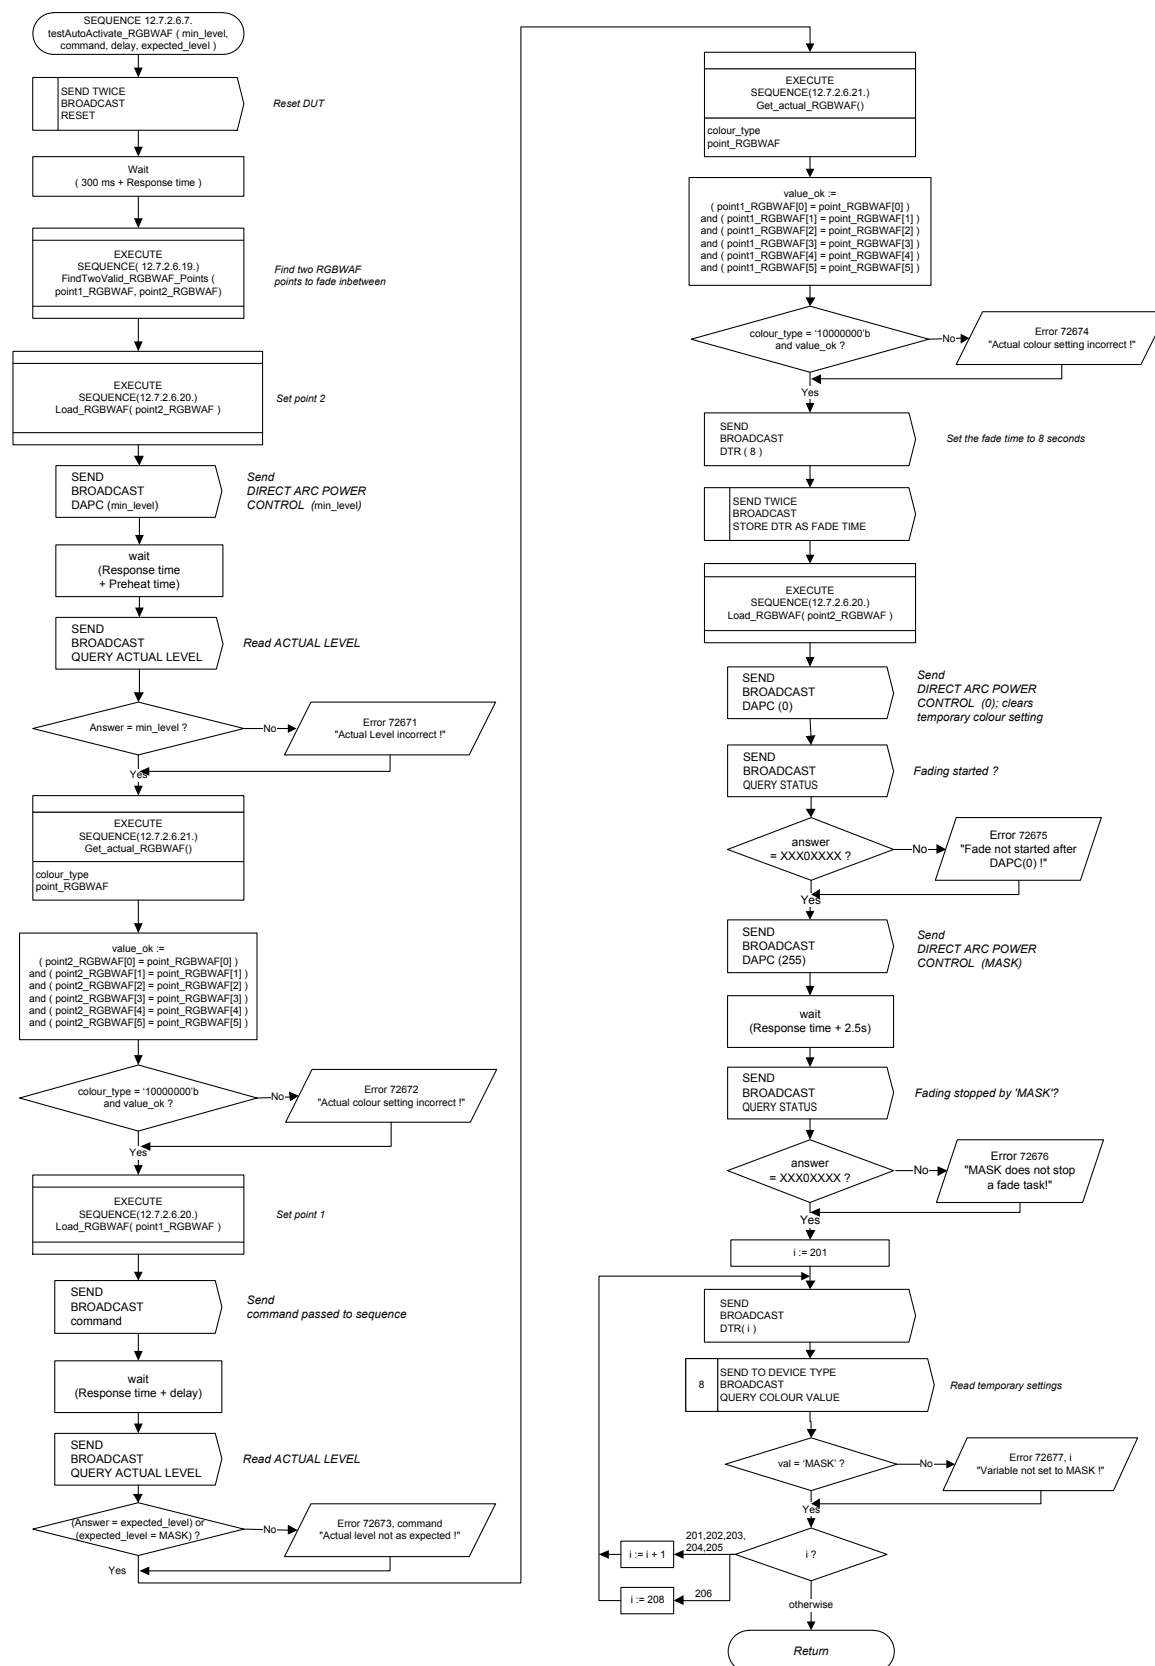 SEQUENCE 12.7.2.6.7.
testAutoActivate_RGBWAF ( min_level,
command, delay, expected_level )
SEND TWICE
BROADCAST
RESET
Reset DUT
Wait
( 300 ms + Response time )
EXECUTE
SEQUENCE( 12.7.2.6.19.)
FindTwoValid_RGBWAF_Points (
point1_RGBWAF, point2_RGBWAF)
Find two RGBWAF
points to fade inbetween
EXECUTE
SEQUENCE(12.7.2.6.20.)
Load_RGBWAF( point2_RGBWAF )
Set point 2
SEND
BROADCAST
DAPC (min_level)
Send
DIRECT ARC POWER
CONTROL (min_level)
wait
(Response time
+ Preheat time)
SEND
BROADCAST
QUERY ACTUAL LEVEL
Read ACTUAL LEVEL
Answer = min_level ?
No
Error 72671
"Actual Level incorrect !"
Yes
EXECUTE
SEQUENCE(12.7.2.6.21.)
Get_actual_RGBWAF()
colour_type
point_RGBWAF
value_ok :=
( point2_RGBWAF[0] = point_RGBWAF[0] )
and ( point2_RGBWAF[1] = point_RGBWAF[1] )
and ( point2_RGBWAF[2] = point_RGBWAF[2] )
and ( point2_RGBWAF[3] = point_RGBWAF[3] )
and ( point2_RGBWAF[4] = point_RGBWAF[4] )
and ( point2_RGBWAF[5] = point_RGBWAF[5] )
colour_type = '10000000'b
and value_ok ?
No
Error 72672
"Actual colour setting incorrect !"
Yes
EXECUTE
SEQUENCE(12.7.2.6.20.)
Load_RGBWAF( point1_RGBWAF )
Set point 1
SEND
BROADCAST
command
Send
command passed to sequence
wait
(Response time + delay)
SEND
BROADCAST
QUERY ACTUAL LEVEL
Read ACTUAL LEVEL
(Answer = expected_level) or
(expected_level = MASK) ?
No
Error 72673, command
"Actual level not as expected !"
Yes
EXECUTE
SEQUENCE(12.7.2.6.21.)
Get_actual_RGBWAF()
colour_type
point_RGBWAF
value_ok :=
( point1_RGBWAF[0] = point_RGBWAF[0] )
and ( point1_RGBWAF[1] = point_RGBWAF[1] )
and ( point1_RGBWAF[2] = point_RGBWAF[2] )
and ( point1_RGBWAF[3] = point_RGBWAF[3] )
and ( point1_RGBWAF[4] = point_RGBWAF[4] )
and ( point1_RGBWAF[5] = point_RGBWAF[5] )
colour_type = '10000000'b
and value_ok ?
No
Error 72674
"Actual colour setting incorrect !"
Yes
SEND
BROADCAST
DTR ( 8 )
Set the fade time to 8 seconds
SEND TWICE
BROADCAST
STORE DTR AS FADE TIME
EXECUTE
SEQUENCE(12.7.2.6.20.)
Load_RGBWAF( point2_RGBWAF )
SEND
BROADCAST
DAPC (0)
Send
DIRECT ARC POWER
CONTROL (0); clears
temporary colour setting
SEND
BROADCAST
QUERY STATUS
Fading started ?
answer
= XXX0XXXX ?
No
Error 72675
"Fade not started after
DAPC(0) !"
Yes
SEND
BROADCAST
DAPC (255)
Send
DIRECT ARC POWER
CONTROL (MASK)
wait
(Response time + 2.5s)
SEND
BROADCAST
QUERY STATUS
Fading stopped by 'MASK'?
answer
= XXX0XXXX ?
No
Error 72676
"MASK does not stop
a fade task!"
Yes
i := 201
SEND
BROADCAST
DTR( i )
8
SEND TO DEVICE TYPE
BROADCAST
QUERY COLOUR VALUE
Read temporary settings
val = 'MASK' ?
No
Error 72677, i
"Variable not set to MASK !"
Yes
i ?
201,202,203,
204,205
i := i + 1
206
i := 208
otherwise
Return